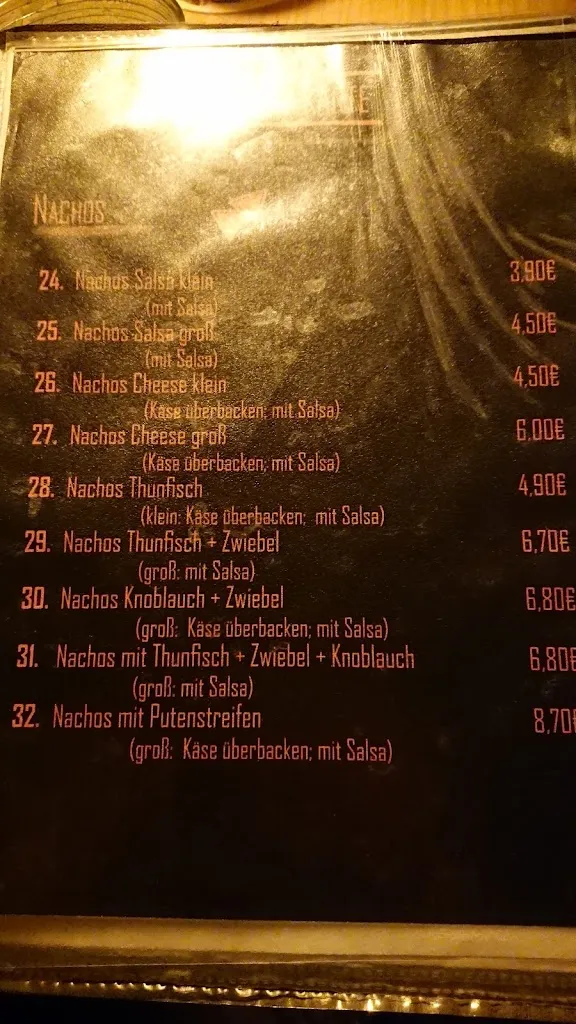 Nachos
24. Nachos Salsa klein 3,90€
(mit Salsa)
25. Nachos Salsa groß 4,50€
(mit Salsa)
26. Nachos Cheese klein 4,50€
(Käse überbacken; mit Salsa)
27. Nachos Cheese groß 6,00€
(Käse überbacken; mit Salsa)
28. Nachos Thunfisch 4,90€
(klein: Käse überbacken; mit Salsa)
29. Nachos Thunfisch + Zwiebel 6,70€
(groß: mit Salsa)
30. Nachos Knoblauch + Zwiebel 6,80€
(groß: Käse überbacken; mit Salsa)
31. Nachos mit Thunfisch + Zwiebel + Knoblauch 6,80€
(groß: mit Salsa)
32. Nachos mit Putenstreifen 8,70€
(groß: Käse überbacken; mit Salsa)